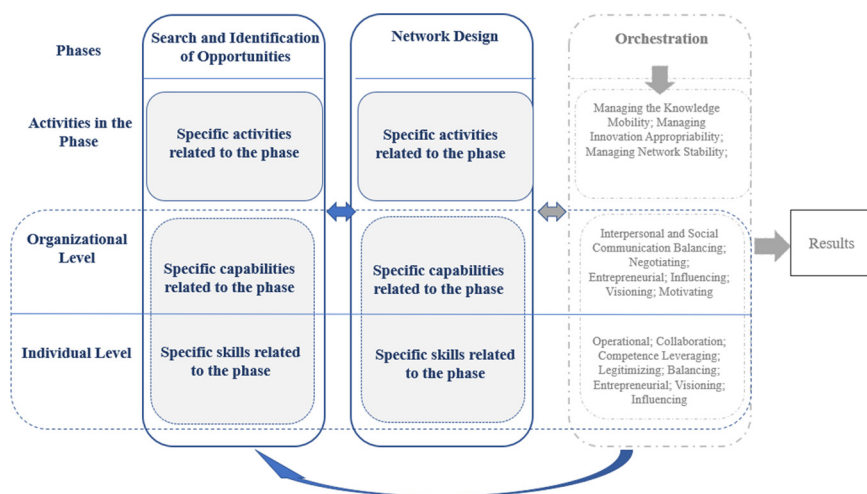 Phases
Search and Identification
of Opportunities
Network Design
Orchestration
Activities in the
Phase
Specific activities
related to the phase
Specific activities
related to the phase
Managing the Knowledge
Mobility; Managing
Innovation Appropriability;
Managing Network Stability;
Organizational
Level
Specific capabilities
related to the phase
Specific capabilities
related to the phase
Interpersonal and Social
Communication Balancing;
Negotiating;
Entrepreneurial; Influencing;
Visioning; Motivating
Results
Individual Level
Specific skills related
to the phase
Specific skills related
to the phase
Operational; Collaboration;
Competence Leveraging;
Legitimizing; Balancing;
Entrepreneurial; Visioning;
Influencing